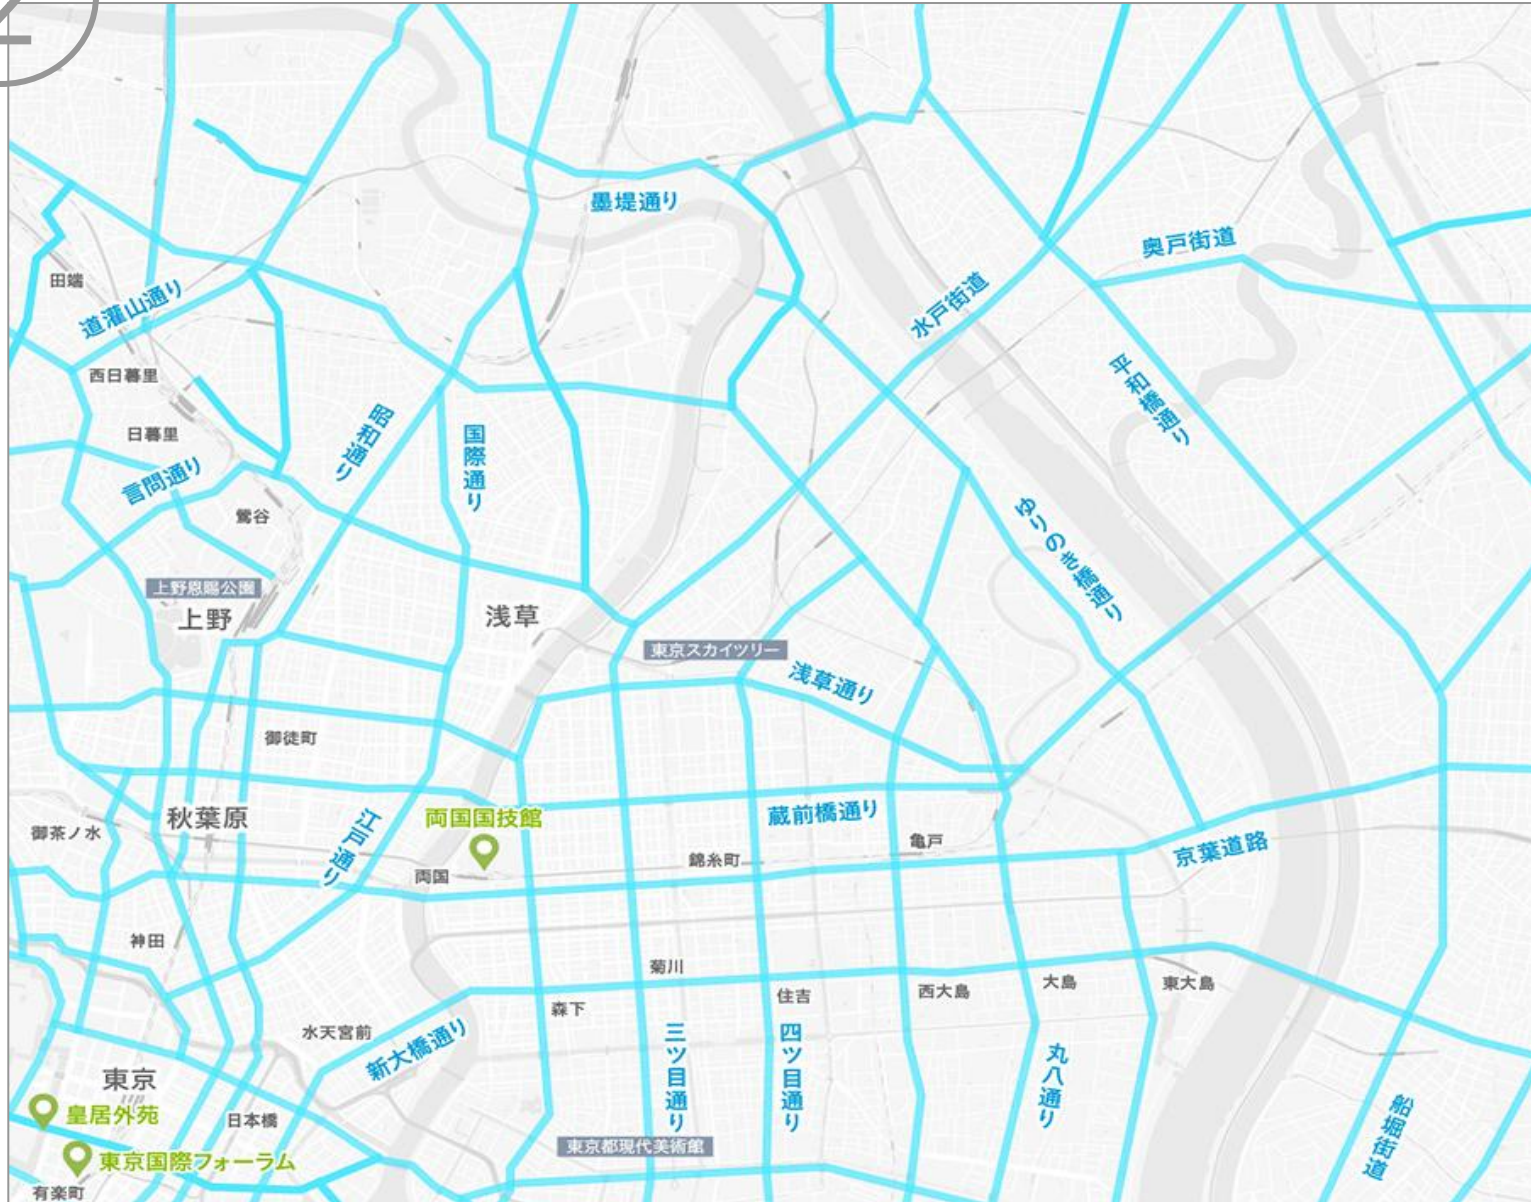 2
墨堤通り
奥戸街道
田端
道灌山通り
水戸街道
西日暮里
平和橋通り
昭和通り
国際通り
日暮里
言問通り
鶯谷
ゆりのき橋通り
上野恩賜公園
上野
浅草
東京スカイツリー
浅草通り
御徒町
秋葉原
江戸通り
両国国技館
蔵前橋通り
御茶ノ水
亀戸
京葉道路
錦糸町
両国
神田
菊川
森下
住吉
西大島
大島
東大島
水天宮前
新大橋通り
三ツ目通り
四ツ目通り
丸八通り
東京
皇居外苑
日本橋
船堀街道
東京都現代美術館
東京国際フォーラム
有楽町